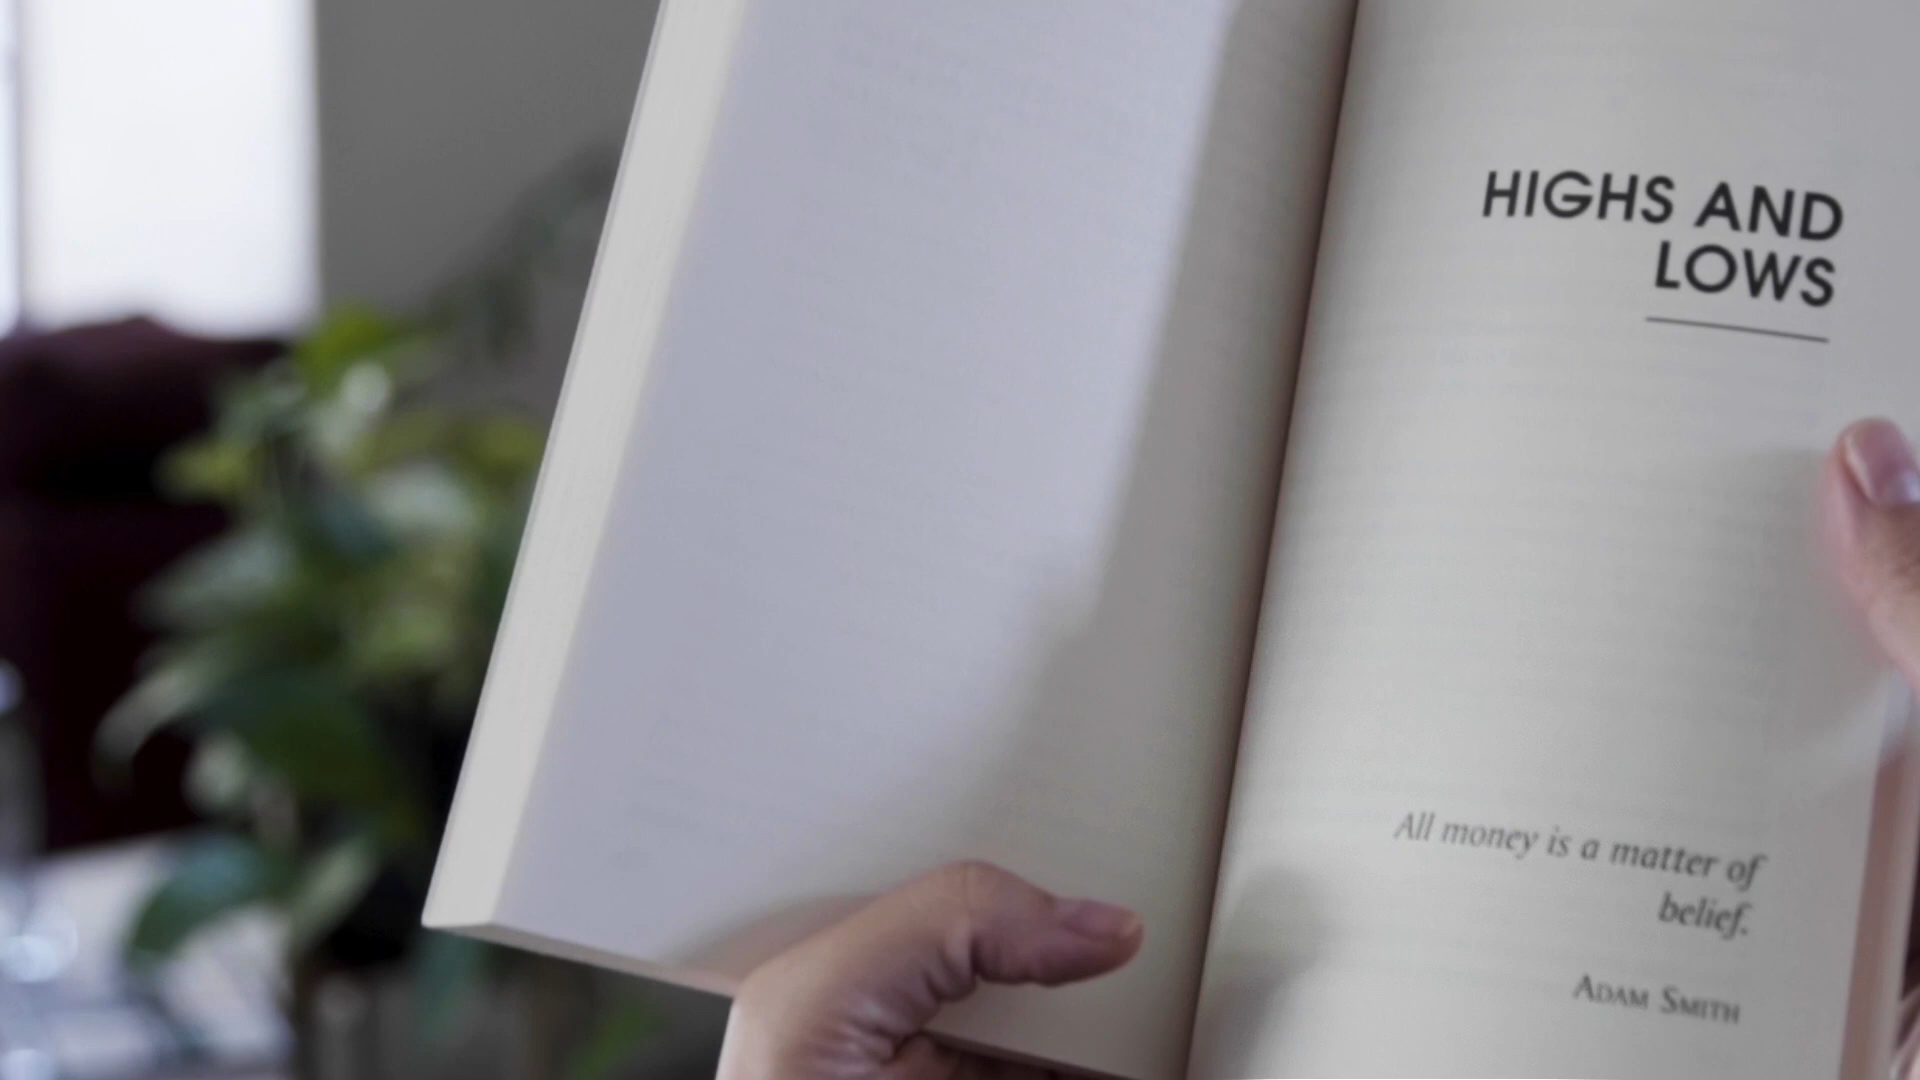 HIGHS AND
LOWS
All money is a matter of
belief.
ADAM SMITH